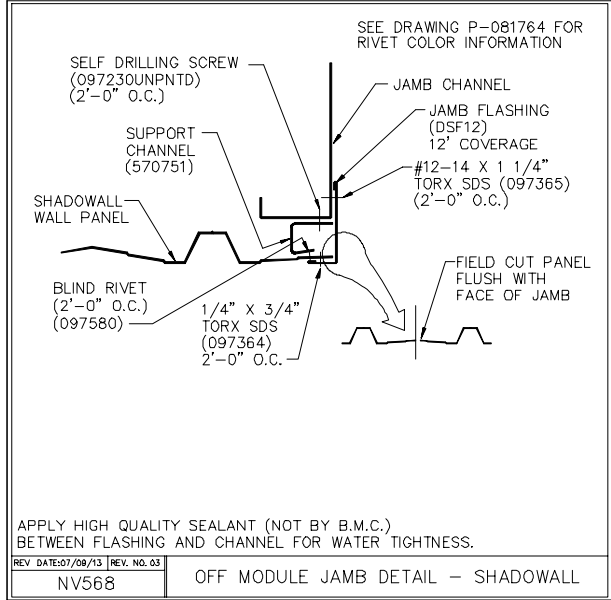 SEE DRAWING P-081764 FOR
RIVET COLOR INFORMATION
SELF DRILLING SCREW
(097230UNPNTD)
(2'-0" O.C.)
JAMB CHANNEL
JAMB FLASHING
(DSF12)
12' COVERAGE
SUPPORT
CHANNEL
(570751)
#12-14 X 1 1/4"
TORX SDS (097365)
(2'-0" O.C.)
SHADOWALL
WALL PANEL
BLIND RIVET
(2'-0" O.C.)
(097580)
1/4" X 3/4"
TORX SDS
(097364)
2'-0" O.C.
FIELD CUT PANEL
FLUSH WITH
FACE OF JAMB
APPLY HIGH QUALITY SEALANT (NOT BY B.M.C.)
BETWEEN FLASHING AND CHANNEL FOR WATER TIGHTNESS.
REV DATE:07/09/13 REV. NO. 03
NV568
OFF MODULE JAMB DETAIL - SHADOWALL